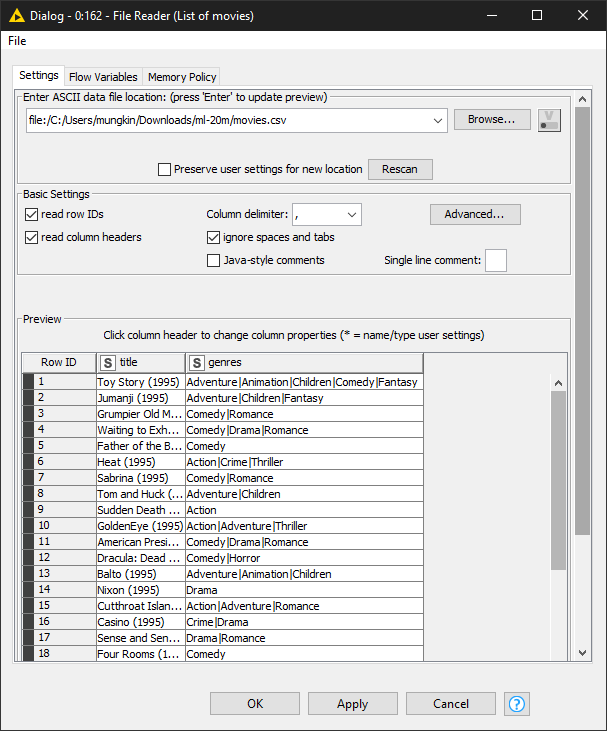 Dialog - 0:162 - File Reader (List of movies)
File
Settings Flow Variables Memory Policy
Enter ASCII data file location: (press 'Enter' to update preview)
file:/C:/Users/mungkin/Downloads/ml-20m/movies.csv Browse... V
Preserve user settings for new location Rescan
Basic Settings
read row IDs Column delimiter: , Advanced...
read column headers ignore spaces and tabs
Java-style comments Single line comment:
Preview
Click column header to change column properties (* = name/type user settings)
Row ID S title S genres
1 Toy Story (1995) Adventure|Animation|Children|Comedy|Fantasy
2 Jumanji (1995) Adventure|Children|Fantasy
3 Grumpier Old M... Comedy|Romance
4 Waiting to Exh... Comedy|Drama|Romance
5 Father of the B... Comedy
6 Heat (1995) Action|Crime|Thriller
7 Sabrina (1995) Comedy|Romance
8 Tom and Huck (... Adventure|Children
9 Sudden Death ... Action
10 GoldenEye (1995) Action|Adventure|Thriller
11 American Presi... Comedy|Drama|Romance
12 Dracula: Dead ... Comedy|Horror
13 Balto (1995) Adventure|Animation|Children
14 Nixon (1995) Drama
15 Cutthroat Islan... Action|Adventure|Romance
16 Casino (1995) Crime|Drama
17 Sense and Sen... Drama|Romance
18 Four Rooms (1... Comedy
OK Apply Cancel ?